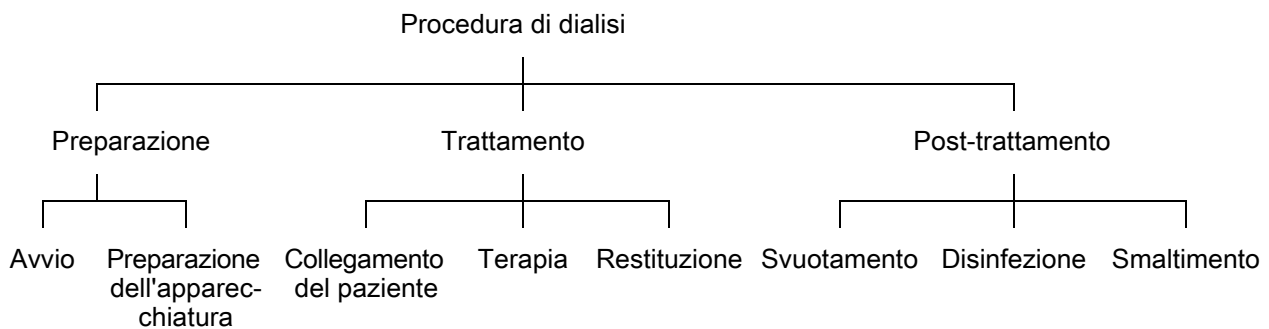 Procedura di dialisi
Preparazione
Trattamento
Post-trattamento
Avvio
Preparazione
dell'apparec-
chiatura
Collegamento
del paziente
Terapia
Restituzione
Svuotamento
Disinfezione
Smaltimento